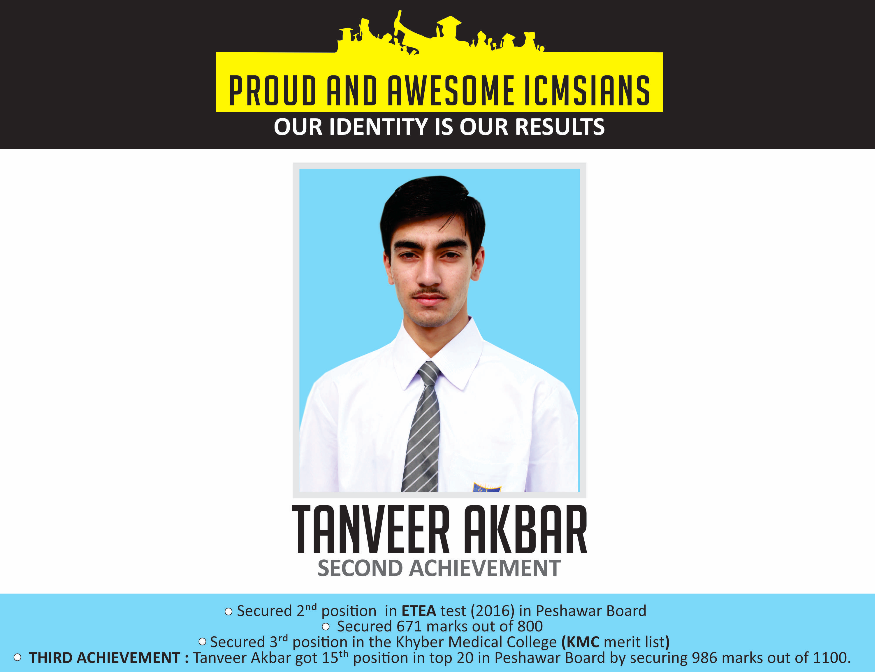 PROUD AND AWESOME ICMSIANS
OUR IDENTITY IS OUR RESULTS
TANVEER AKBAR
SECOND ACHIEVEMENT
Secured 2nd position in ETEA test (2016) in Peshawar Board
Secured 671 marks out of 800
Secured 3rd position in the Khyber Medical College (KMC merit list)
THIRD ACHIEVEMENT : Tanveer Akbar got 15th position in top 20 in Peshawar Board by securing 986 marks out of 1100.